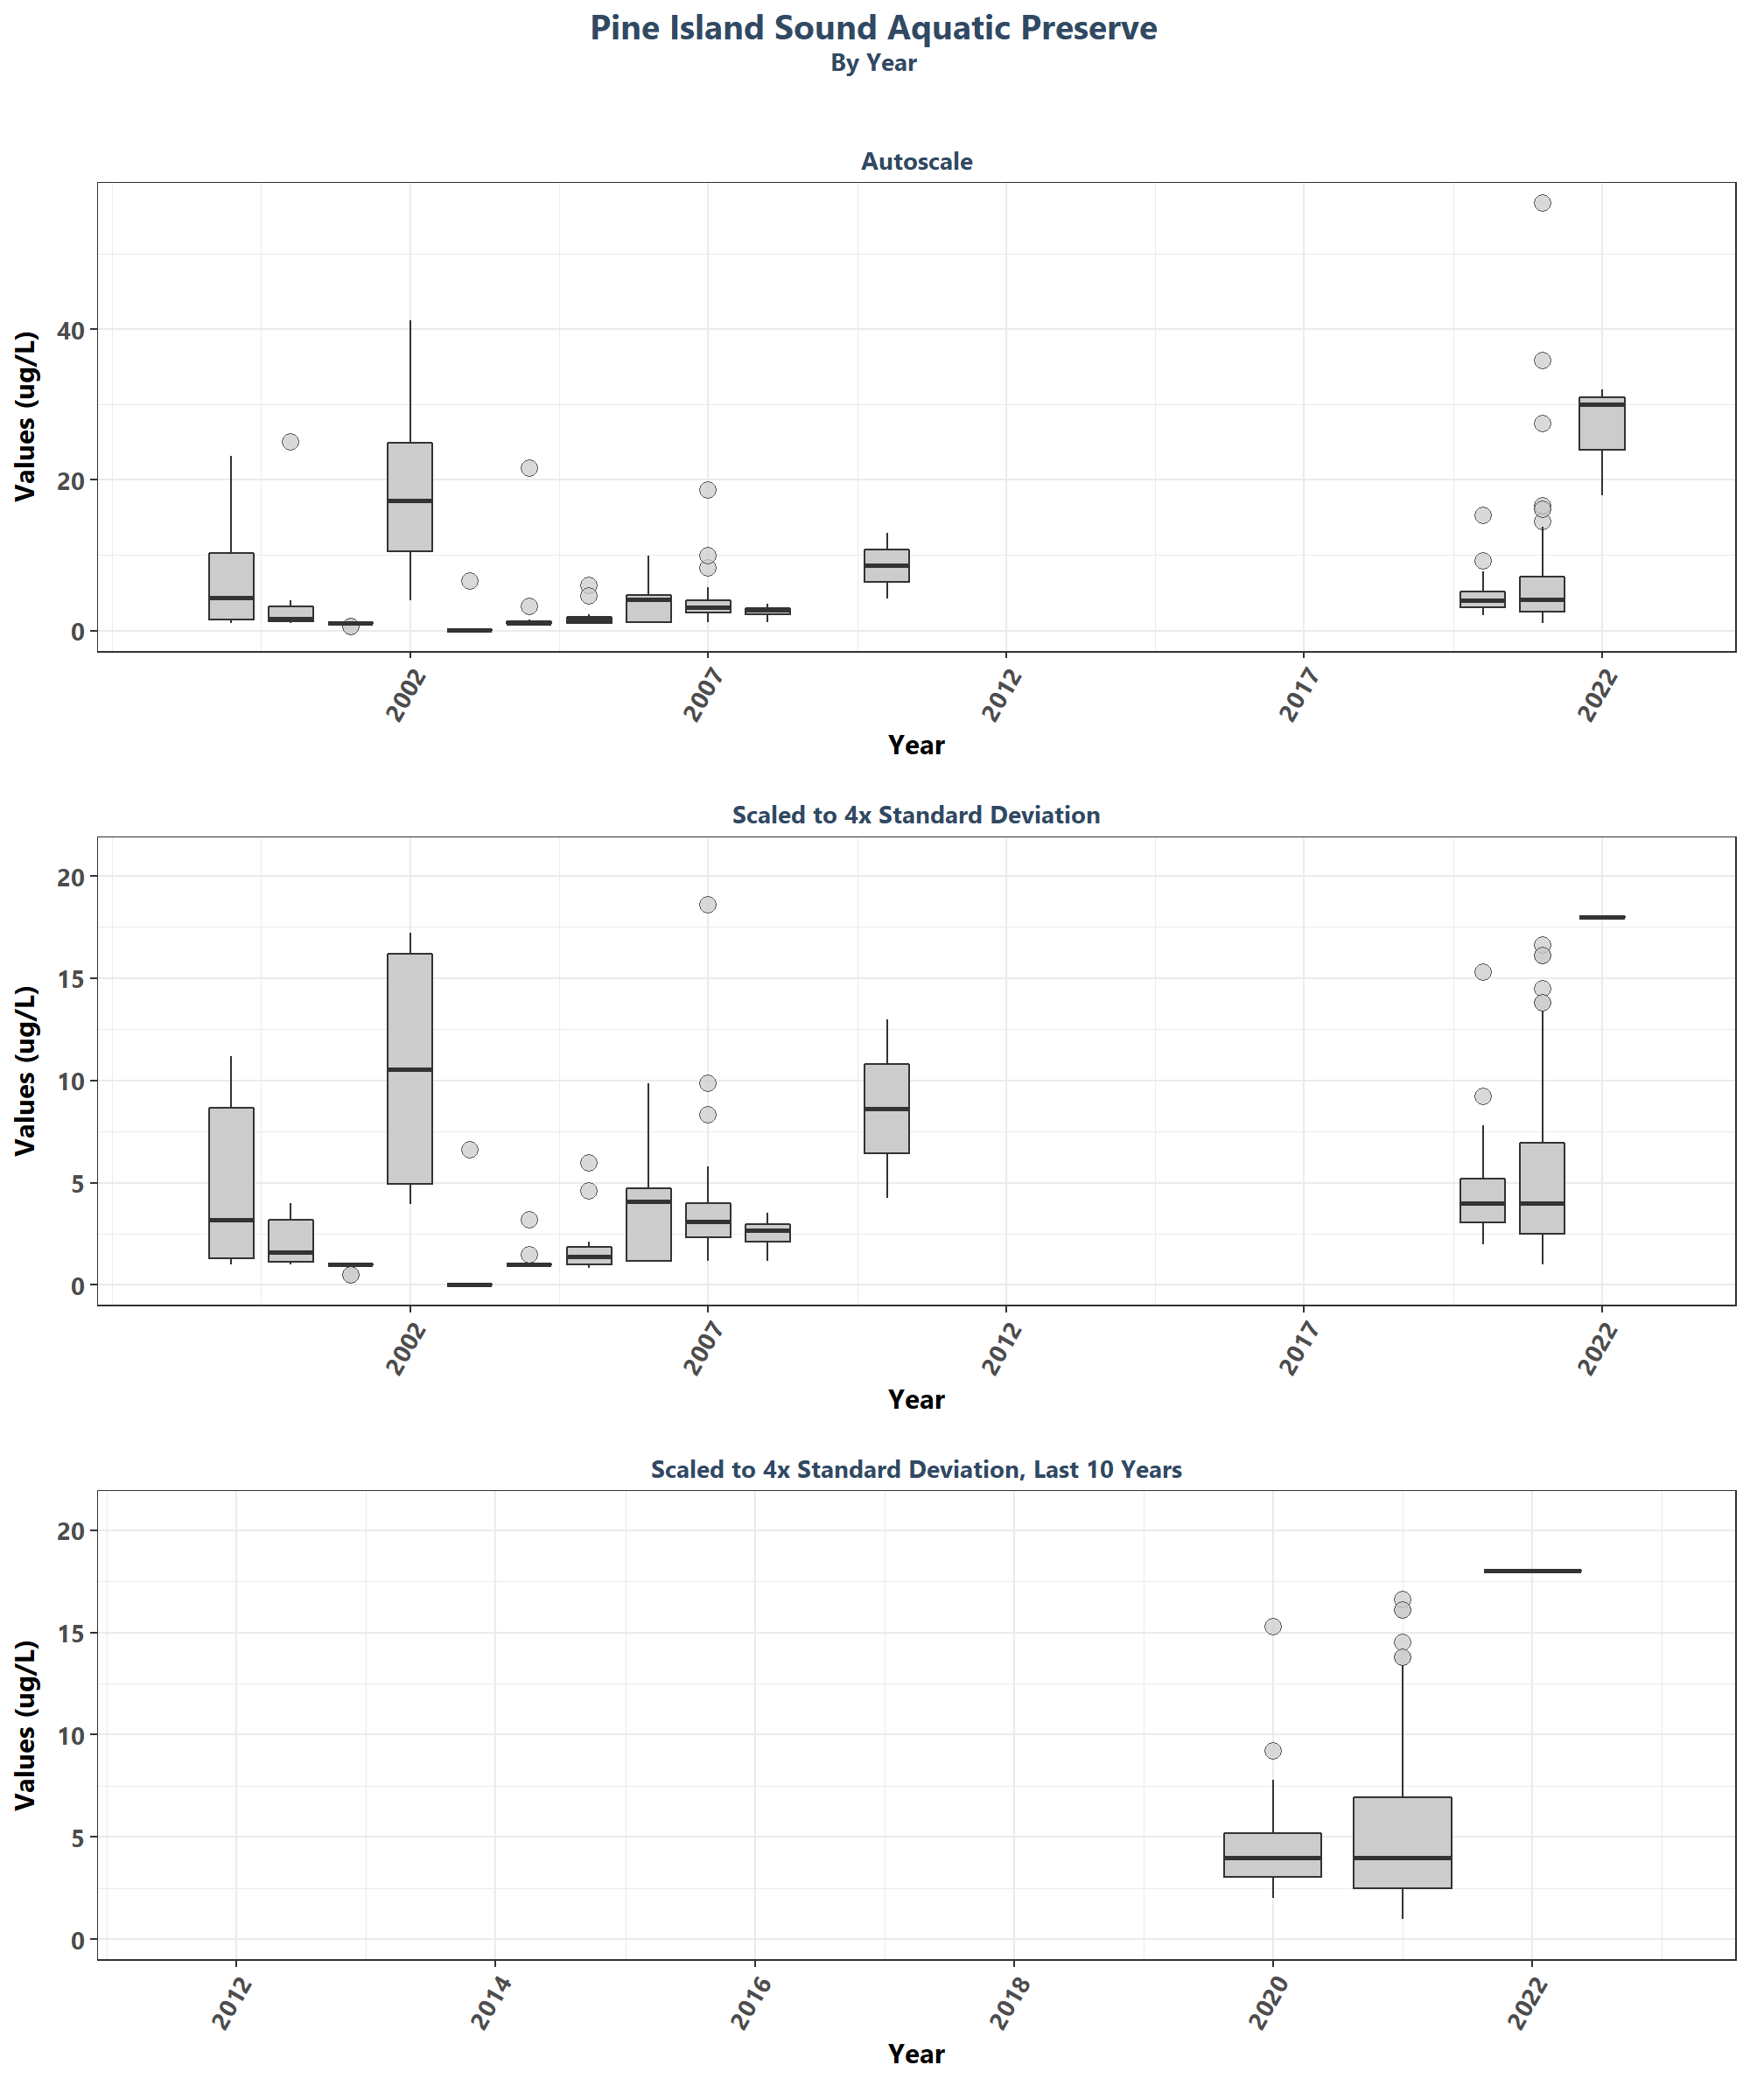 Pine Island Sound Aquatic Preserve
By Year
Autoscale
Values (ug/L)
40
20
0
2002
2007
2012
2017
2022
Year
Scaled to 4x Standard Deviation
Values (ug/L)
20
15
10
5
0
2002
2007
2012
2017
2022
Year
Scaled to 4x Standard Deviation, Last 10 Years
Values (ug/L)
20
15
10
5
0
2012
2014
2016
2018
2020
2022
Year